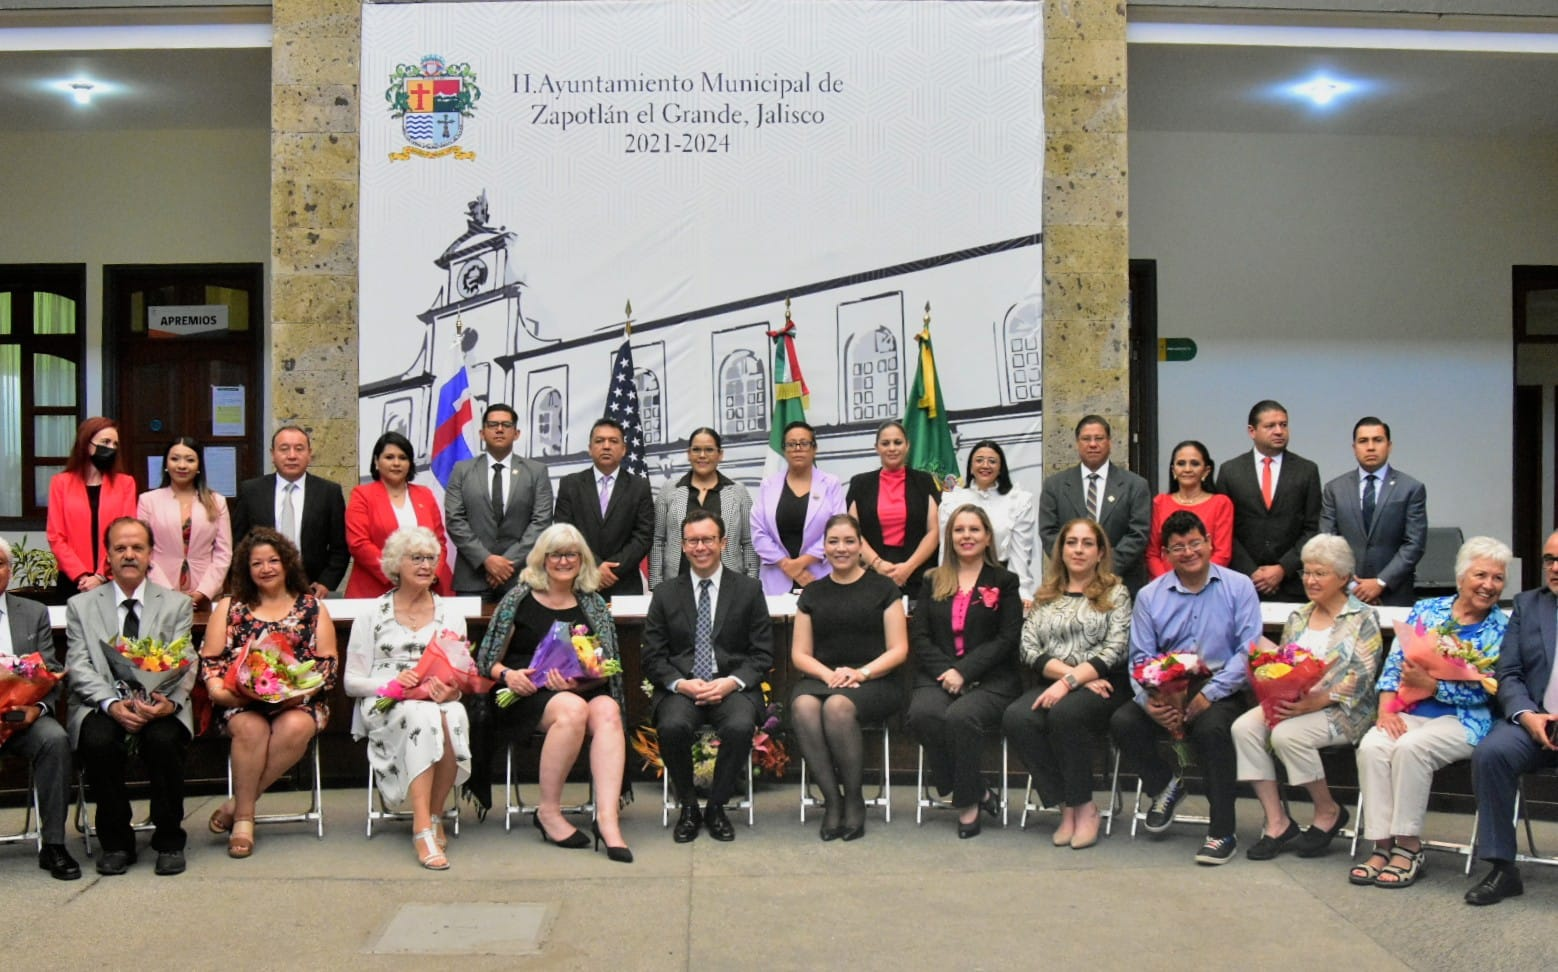 H.Ayuntamiento Municipal de
Zapotlán el Grande, Jalisco
2021-2024
APREMIOS